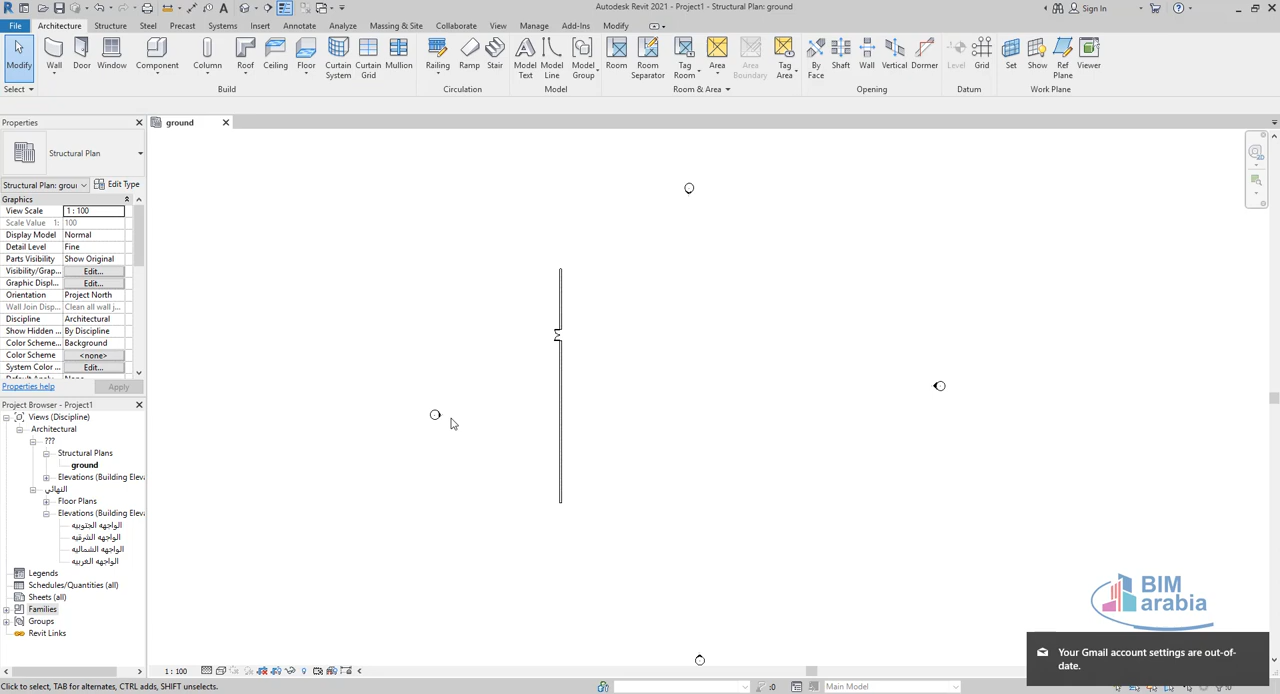 Autodesk Revit 2021 - Project1 - Structural Plan: ground
Sign In
File Architecture Structure Steel Precast Systems Insert Annotate Analyze Massing & Site Collaborate View Manage Add-Ins Modify
Modify Wall Door Window Component Column Roof Ceiling Floor Curtain System Curtain Grid Mullion Railing Ramp Stair Model Text Model Line Model Group Room Room Separator Tag Room Area Area Boundary Tag Area By Face Shaft Wall Vertical Dormer Level Grid Set Show Ref Plane Viewer
Select Build Circulation Model Room & Area Opening Datum Work Plane
Properties
ground
Structural Plan
Structural Plan: grour
Edit Type
Graphics
View Scale 1 : 100
Scale Value 1: 100
Display Model Normal
Detail Level Fine
Parts Visibility Show Original
Visibility/Grap... Edit...
Graphic Displ... Edit...
Orientation Project North
Wall Join Disp... Clean all wall j...
Discipline Architectural
Show Hidden ... By Discipline
Color Scheme ... Background
Color Scheme <none>
System Color ... Edit...
Properties help
Apply
Project Browser - Project1
Views (Discipline)
Architectural
???
Structural Plans
ground
Elevations (Building Eleva
النهائي
Floor Plans
Elevations (Building Eleva
الواجهه الجنوبيه
الواجهه الشرقيه
الواجهه الشماليه
الواجهه الغربيه
Legends
Schedules/Quantities (all)
Sheets (all)
Families
Groups
Revit Links
BIM
arabia
Your Gmail account settings are out-of-
date.
1 : 100
Click to select, TAB for alternates, CTRL adds, SHIFT unselects.
:0
Main Model